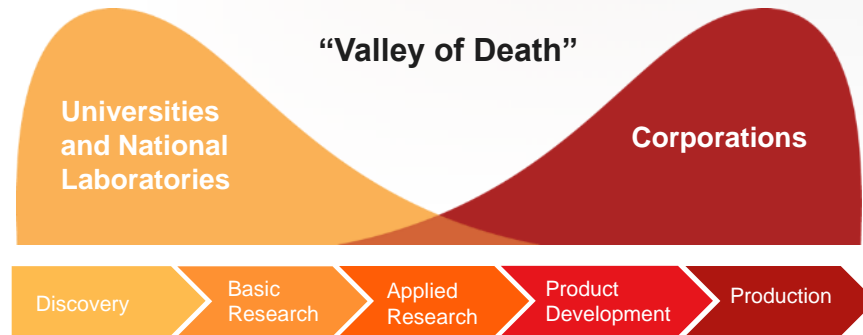 “Valley of Death”
Universities
and National
Laboratories
Corporations
Discovery
Basic
Research
Applied
Research
Product
Development
Production